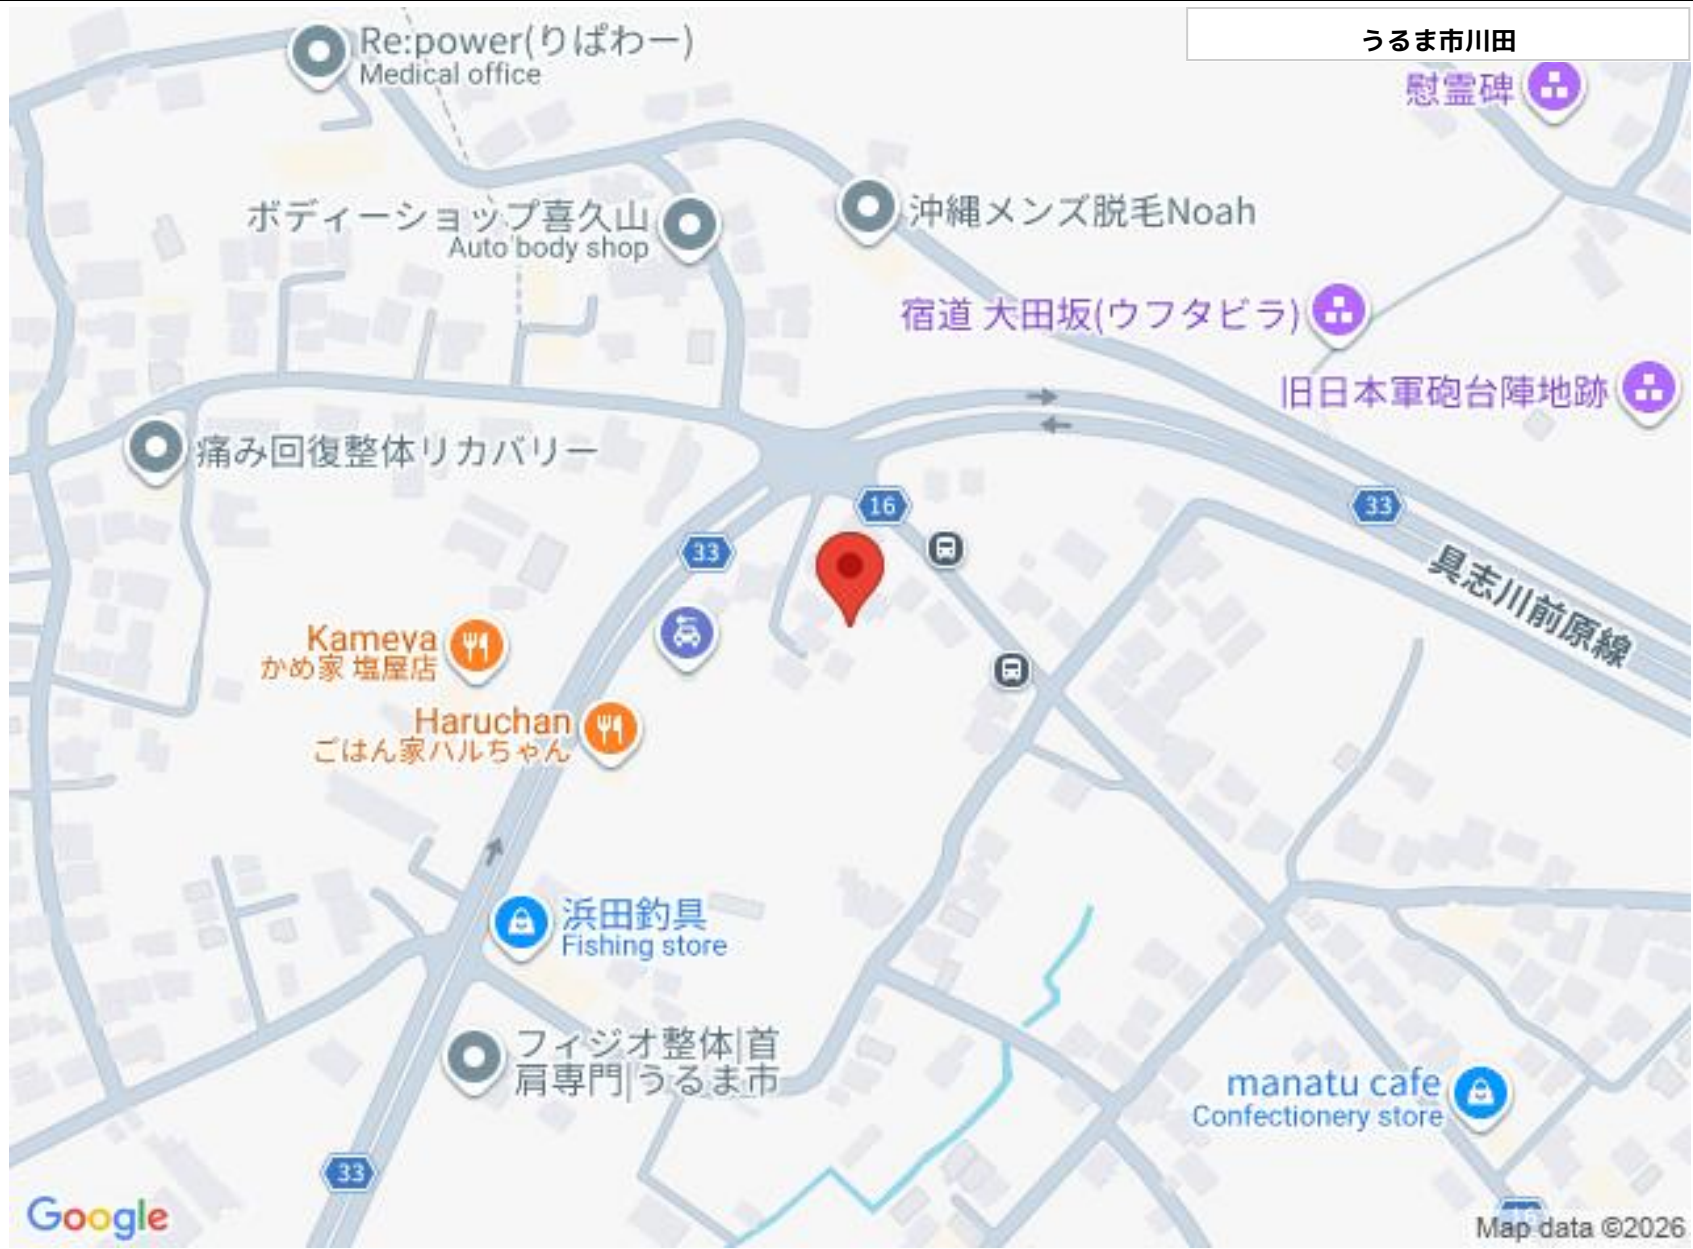 うるま市川田
Re:power(りぱわー)
Medical office
慰霊碑
ボディーショップ喜久山
Auto body shop
沖縄メンズ脱毛Noah
宿道 大田坂(ウフタビラ)
旧日本軍砲台陣地跡
痛み回復整体リカバリー
16
33
33
具志川前原線
Kameya
かめ家 塩屋店
Haruchan
ごはん家ハルちゃん
浜田釣具
Fishing store
フィジオ整体|首
肩専門|うるま市
manatu cafe
Confectionery store
33
Google
Map data ©2026